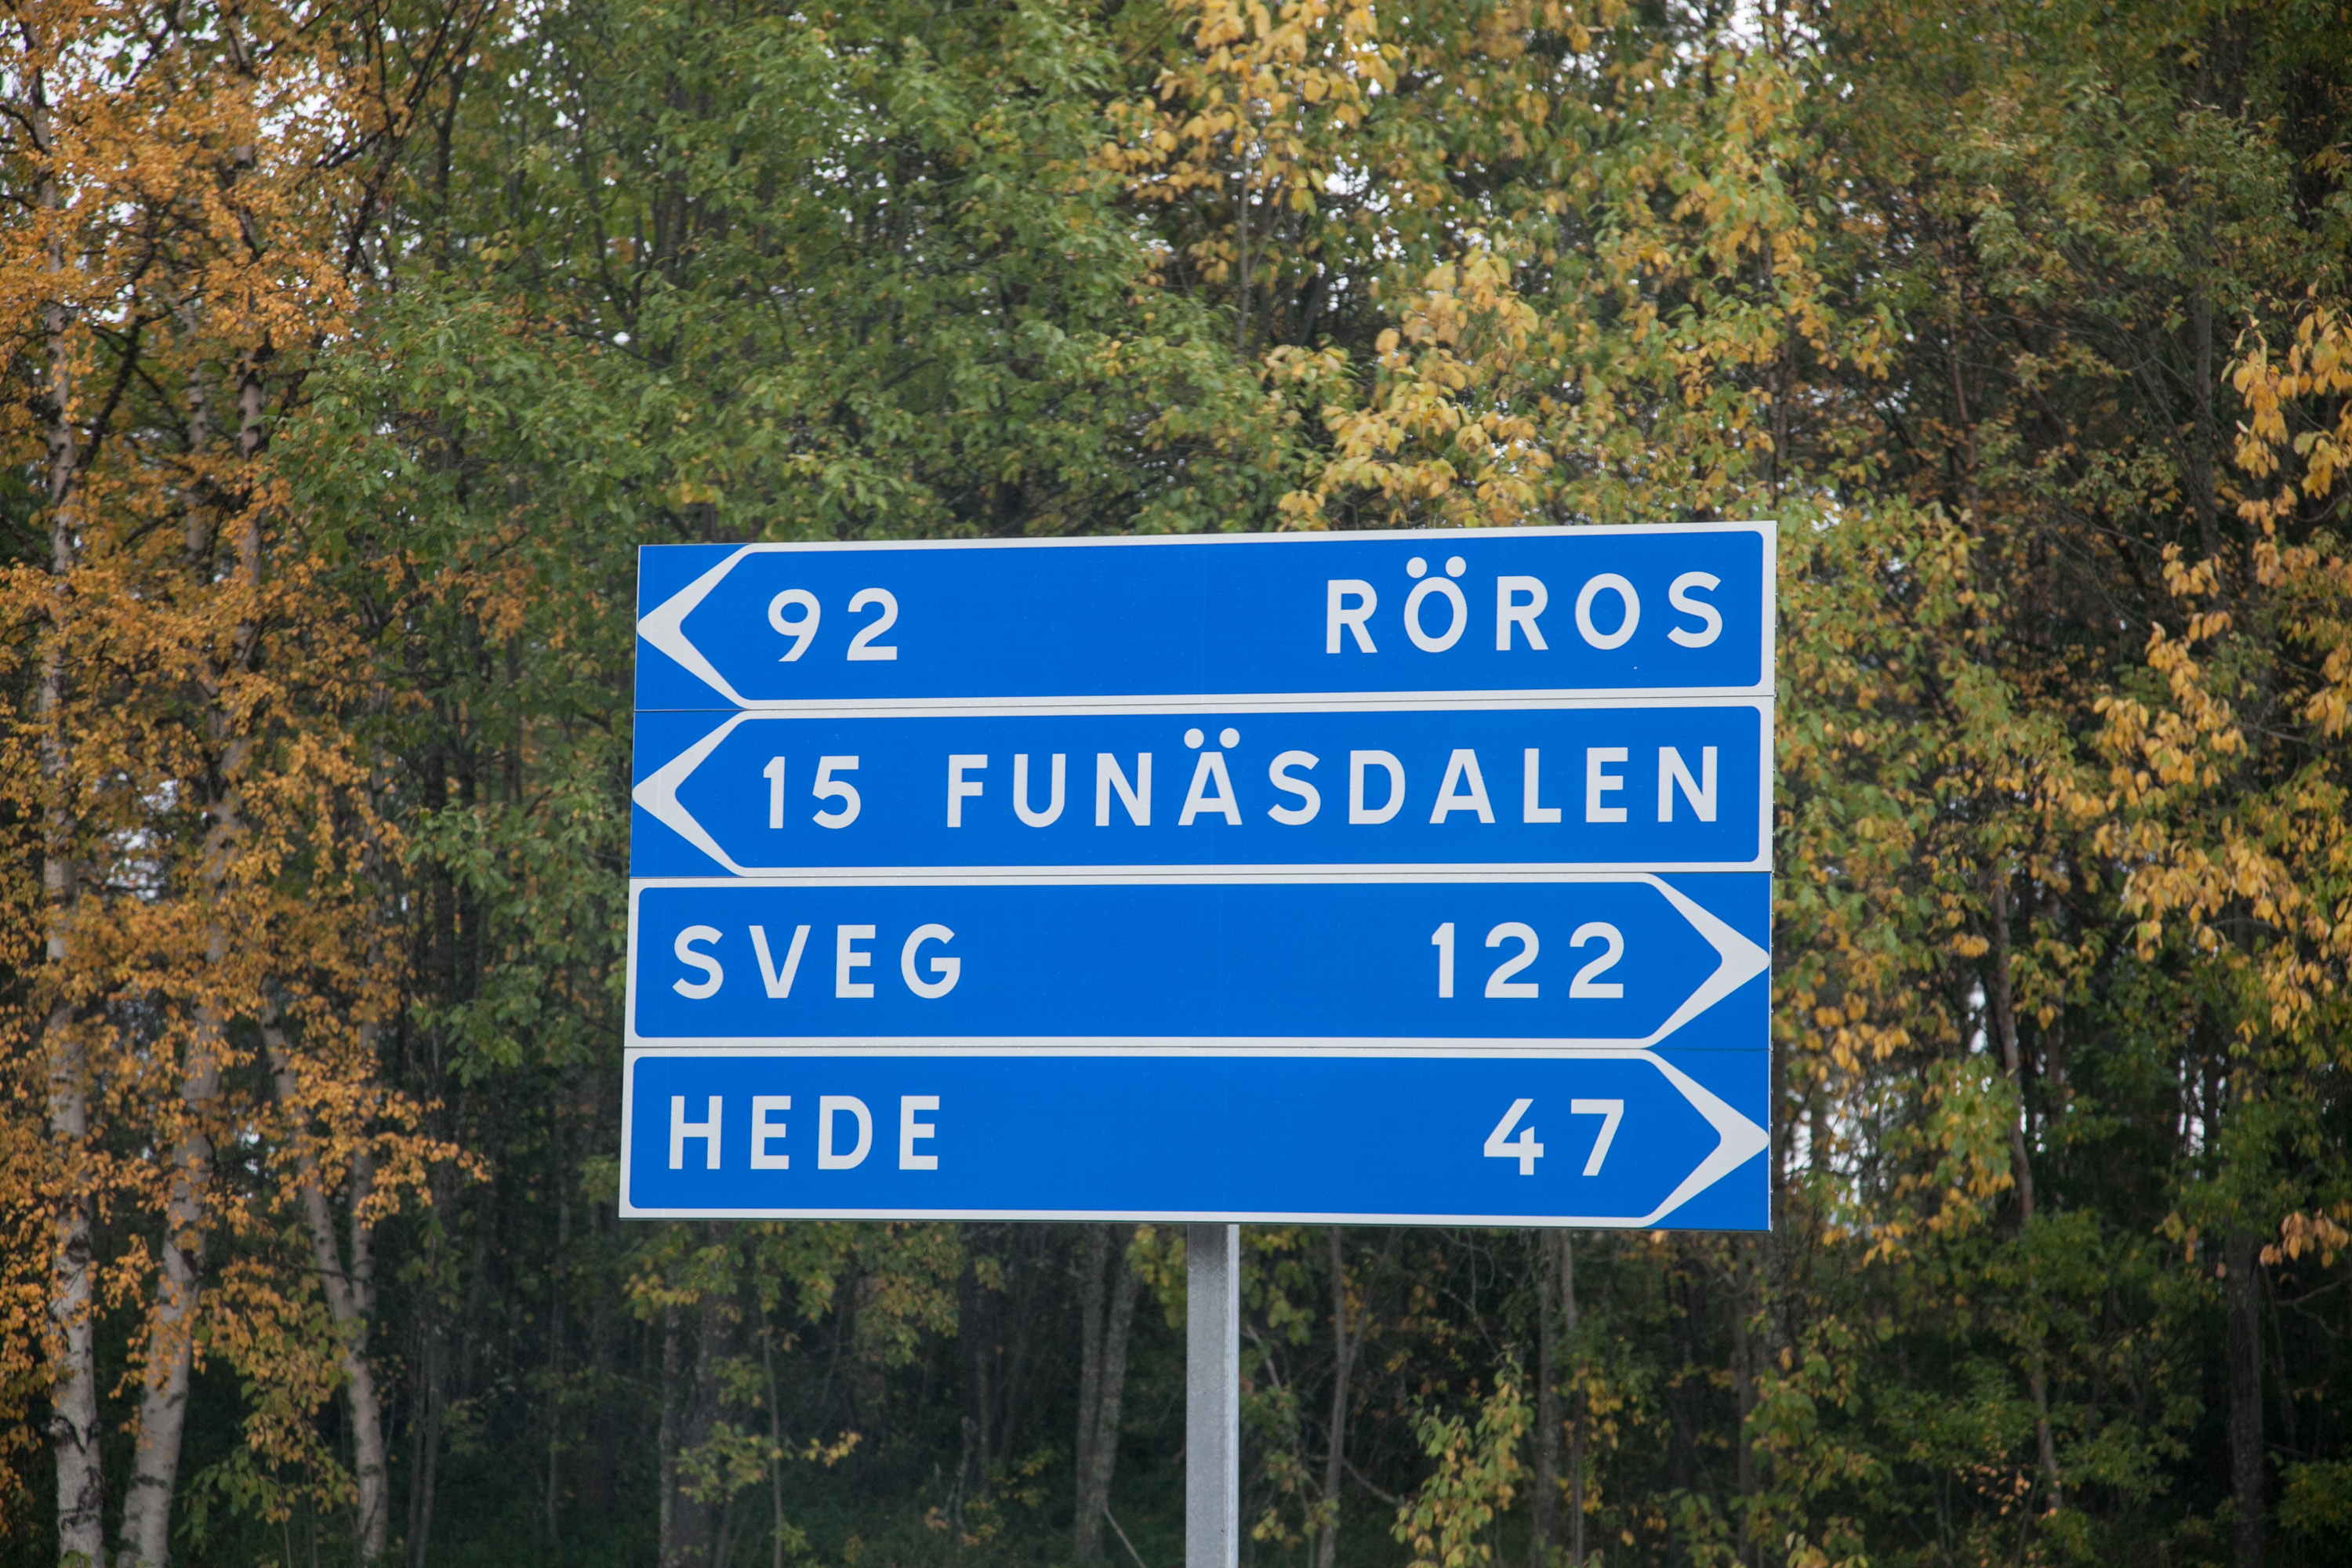 92 RÖROS
15 FUNÄSDALEN
SVEG 122
HEDE 47